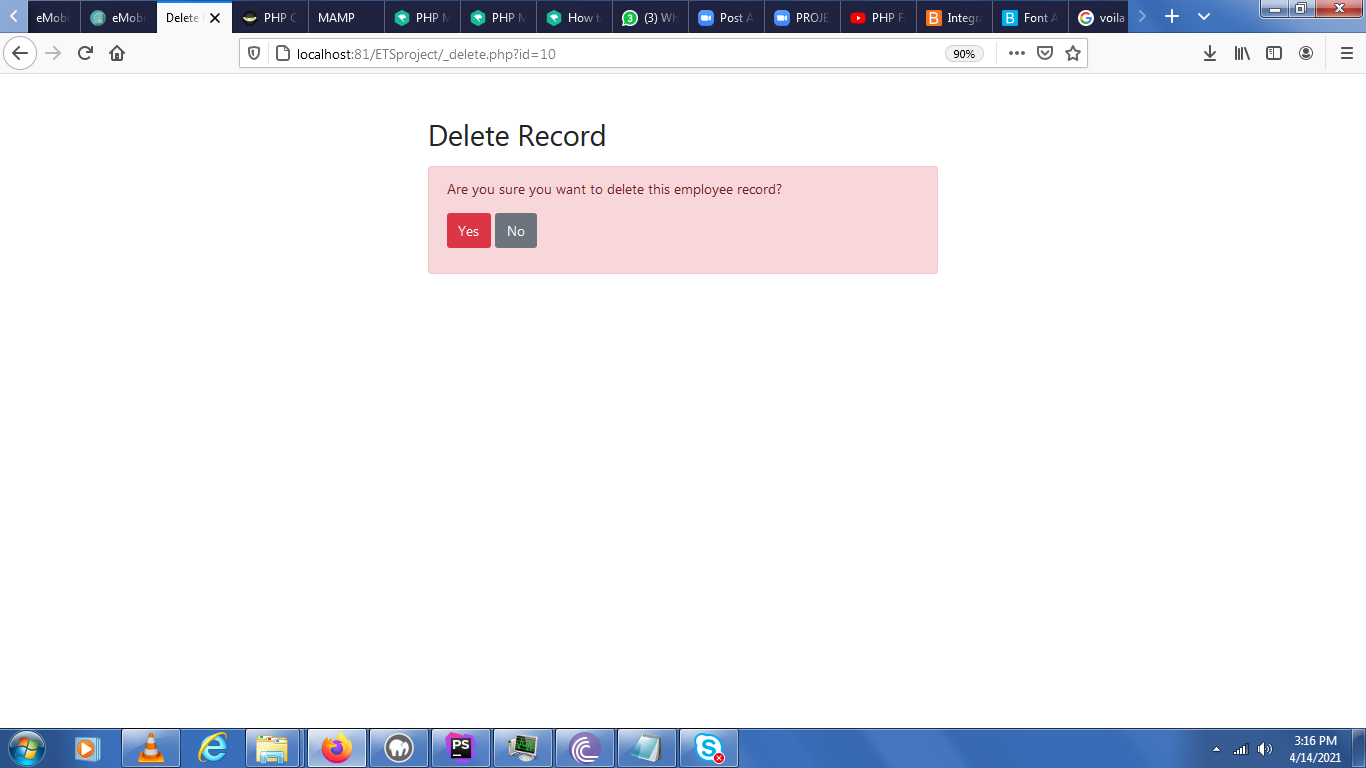 eMobi
eMobi
Delete
PHP C
MAMP
PHP M
PHP M
How to
(3) Wh
Post A
PROJE
PHP F
Integra
Font A
voila
localhost:81/ETSproject/_delete.php?id=10
90%
Delete Record
Are you sure you want to delete this employee record?
Yes No
PS
3:16 PM
4/14/2021